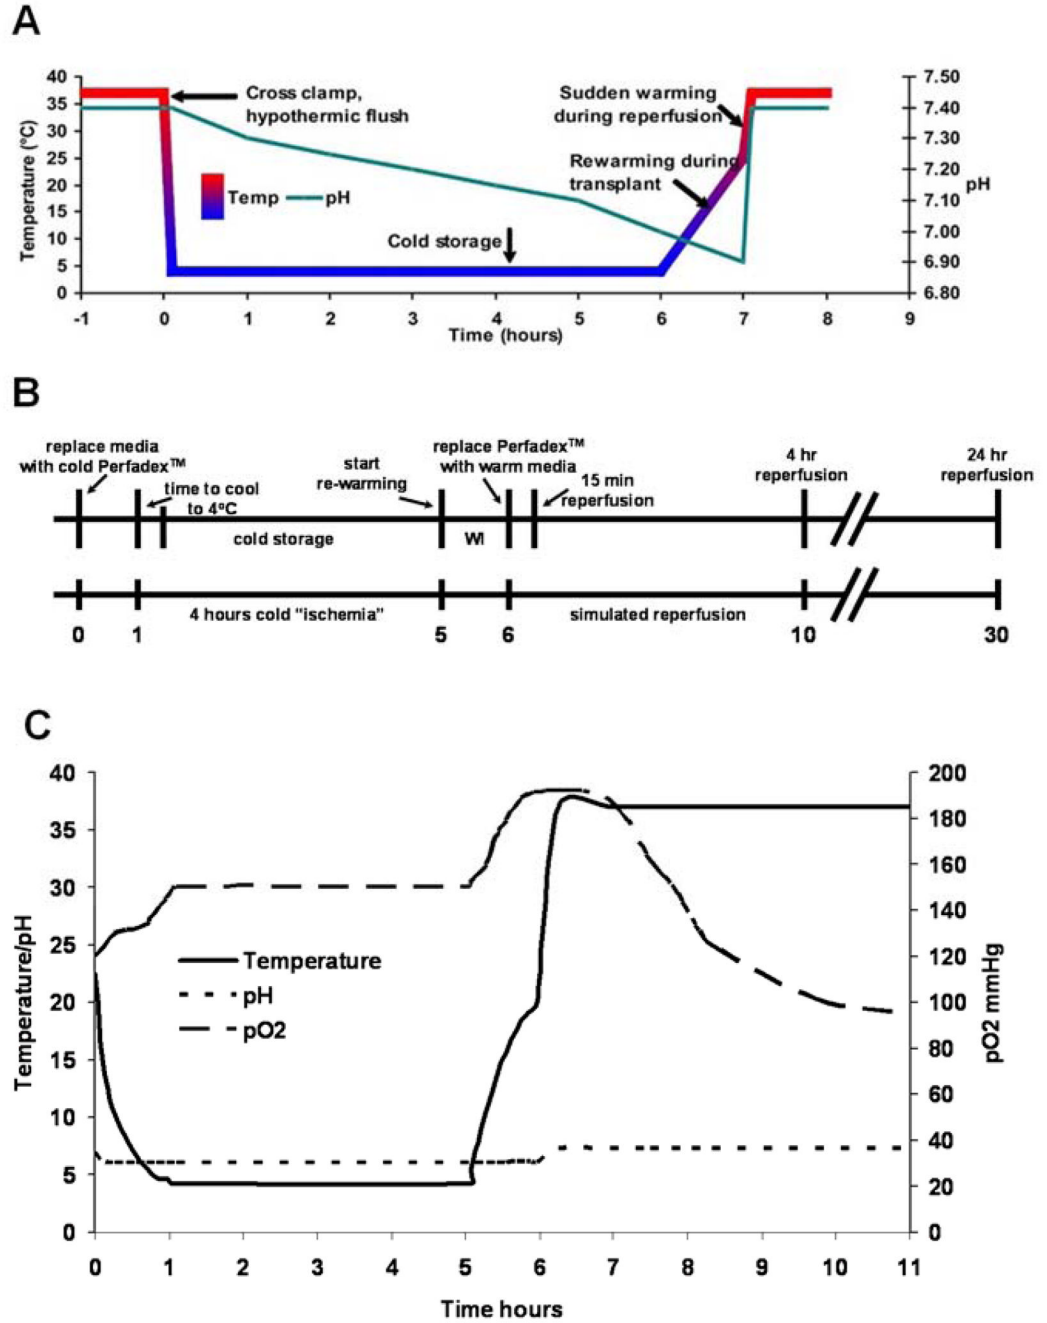 A
40
35
30
25
20
15
10
5
0
Temperature (°C)
Cross clamp,
hypothermic flush
Temp
pH
Cold storage
Sudden warming
during reperfusion
Rewarming during
transplant
7.50
7.40
7.30
7.20
7.10
7.00
6.90
6.80
pH
-1 0 1 2 3 4 5 6 7 8 9
Time (hours)
B
replace media
with cold Perfadex™
time to cool
to 4°C
start
re-warming
replace Perfadex™
with warm media
15 min
reperfusion
4 hr
reperfusion
24 hr
reperfusion
cold storage
WI
4 hours cold "ischemia"
simulated reperfusion
0 1 5 6 10 30
C
40
35
30
25
20
15
10
5
0
Temperature/pH
Temperature
pH
pO2
200
180
160
140
120
100
80
60
40
20
0
pO2 mmHg
0 1 2 3 4 5 6 7 8 9 10 11
Time hours